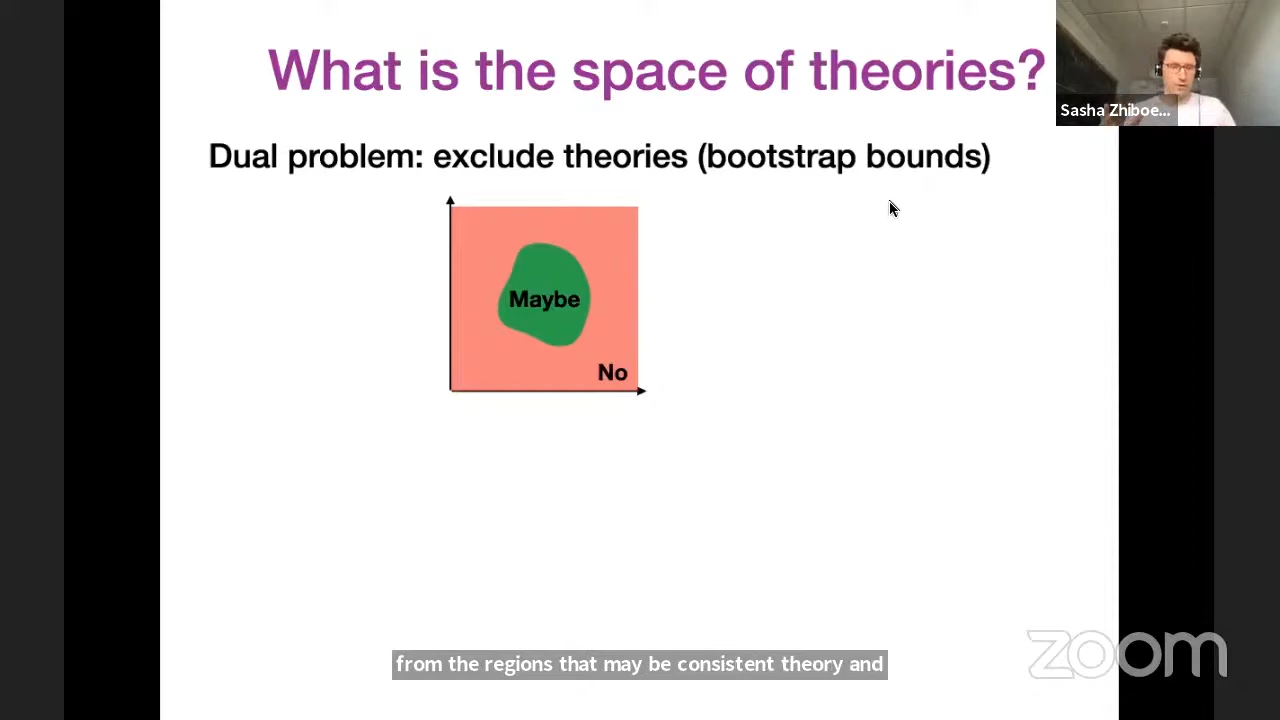 What is the space of theories?
Sasha Zhiboe...
Dual problem: exclude theories (bootstrap bounds)
Maybe
No
from the regions that may be consistent theory and
zoom